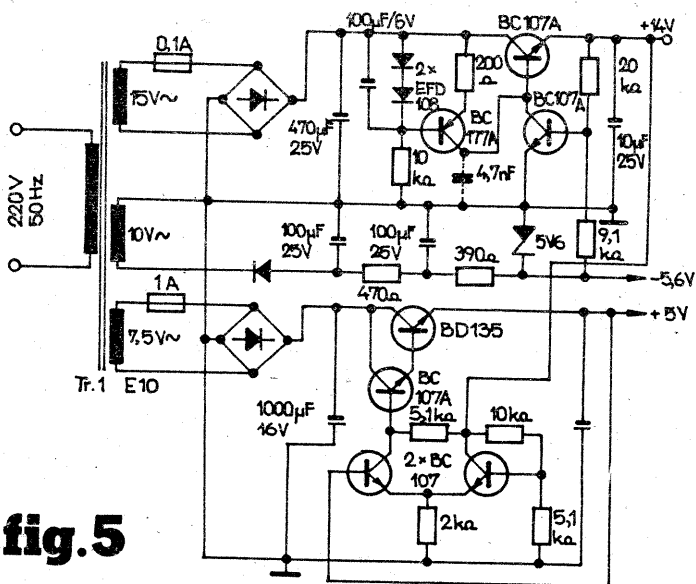 100µF/6V
BC107A
+14V
0,1A
15V~
2×
EFD
108
200
Ω
20
kΩ
BC107A
BC
177A
470µF
25V
10
kΩ
4,7nF
10µF
25V
220V
50Hz
10V~
100µF
25V
100µF
25V
390Ω
5V6
9,1
kΩ
470Ω
-5,6V
1A
7,5V~
+5V
BD135
Tr.1 E10
BC
107A
1000µF
16V
5,1kΩ
10kΩ
2×BC
107
2kΩ
5,1
kΩ
fig.5